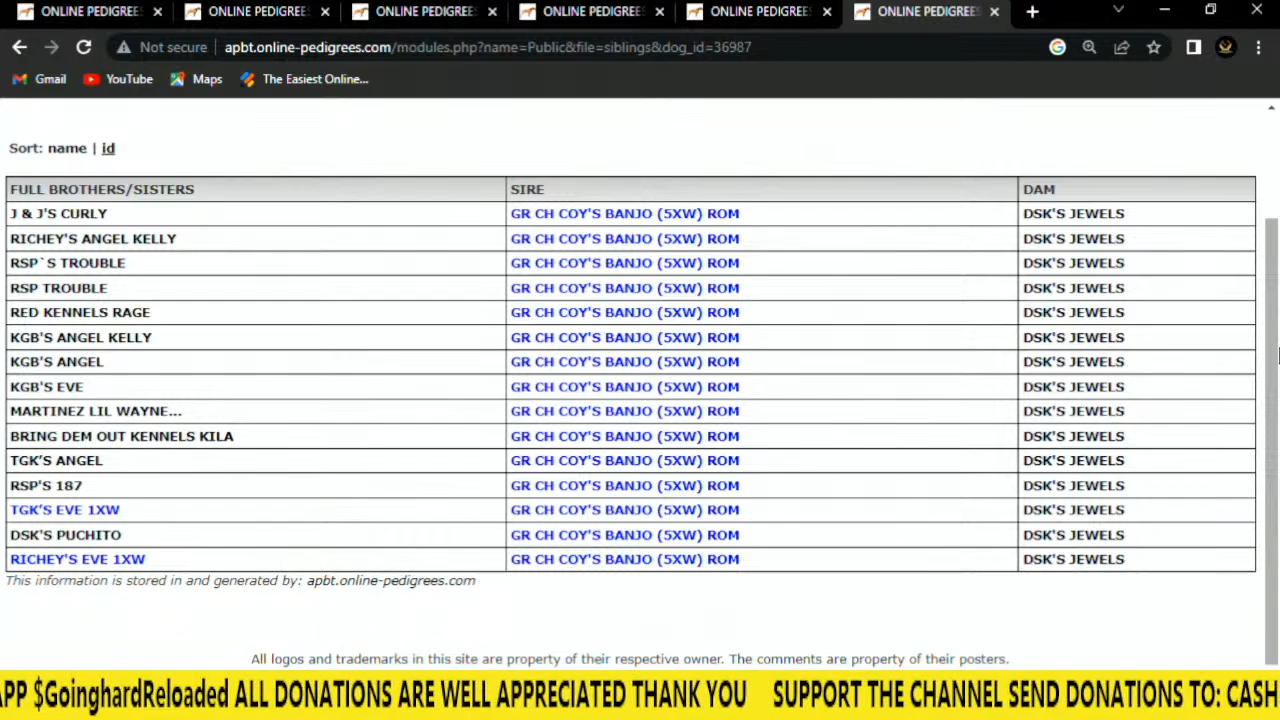 ONLINE PEDIGREES ONLINE PEDIGREES ONLINE PEDIGREES ONLINE PEDIGREES ONLINE PEDIGREES ONLINE PEDIGREES
Not secure apbt.online-pedigrees.com/modules.php?name=Public&file=siblings&dog_id=36987
Gmail YouTube Maps The Easiest Online...
Sort: name | id
FULL BROTHERS/SISTERS SIRE DAM
J & J'S CURLY GR CH COY'S BANJO (5XW) ROM DSK'S JEWELS
RICHEY'S ANGEL KELLY GR CH COY'S BANJO (5XW) ROM DSK'S JEWELS
RSP`S TROUBLE GR CH COY'S BANJO (5XW) ROM DSK'S JEWELS
RSP TROUBLE GR CH COY'S BANJO (5XW) ROM DSK'S JEWELS
RED KENNELS RAGE GR CH COY'S BANJO (5XW) ROM DSK'S JEWELS
KGB'S ANGEL KELLY GR CH COY'S BANJO (5XW) ROM DSK'S JEWELS
KGB'S ANGEL GR CH COY'S BANJO (5XW) ROM DSK'S JEWELS
KGB'S EVE GR CH COY'S BANJO (5XW) ROM DSK'S JEWELS
MARTINEZ LIL WAYNE... GR CH COY'S BANJO (5XW) ROM DSK'S JEWELS
BRING DEM OUT KENNELS KILA GR CH COY'S BANJO (5XW) ROM DSK'S JEWELS
TGK'S ANGEL GR CH COY'S BANJO (5XW) ROM DSK'S JEWELS
RSP'S 187 GR CH COY'S BANJO (5XW) ROM DSK'S JEWELS
TGK'S EVE 1XW GR CH COY'S BANJO (5XW) ROM DSK'S JEWELS
DSK'S PUCHITO GR CH COY'S BANJO (5XW) ROM DSK'S JEWELS
RICHEY'S EVE 1XW GR CH COY'S BANJO (5XW) ROM DSK'S JEWELS
This information is stored in and generated by: apbt.online-pedigrees.com
All logos and trademarks in this site are property of their respective owner. The comments are property of their posters.
APP $GoinghardReloaded ALL DONATIONS ARE WELL APPRECIATED THANK YOU SUPPORT THE CHANNEL SEND DONATIONS TO: CASH